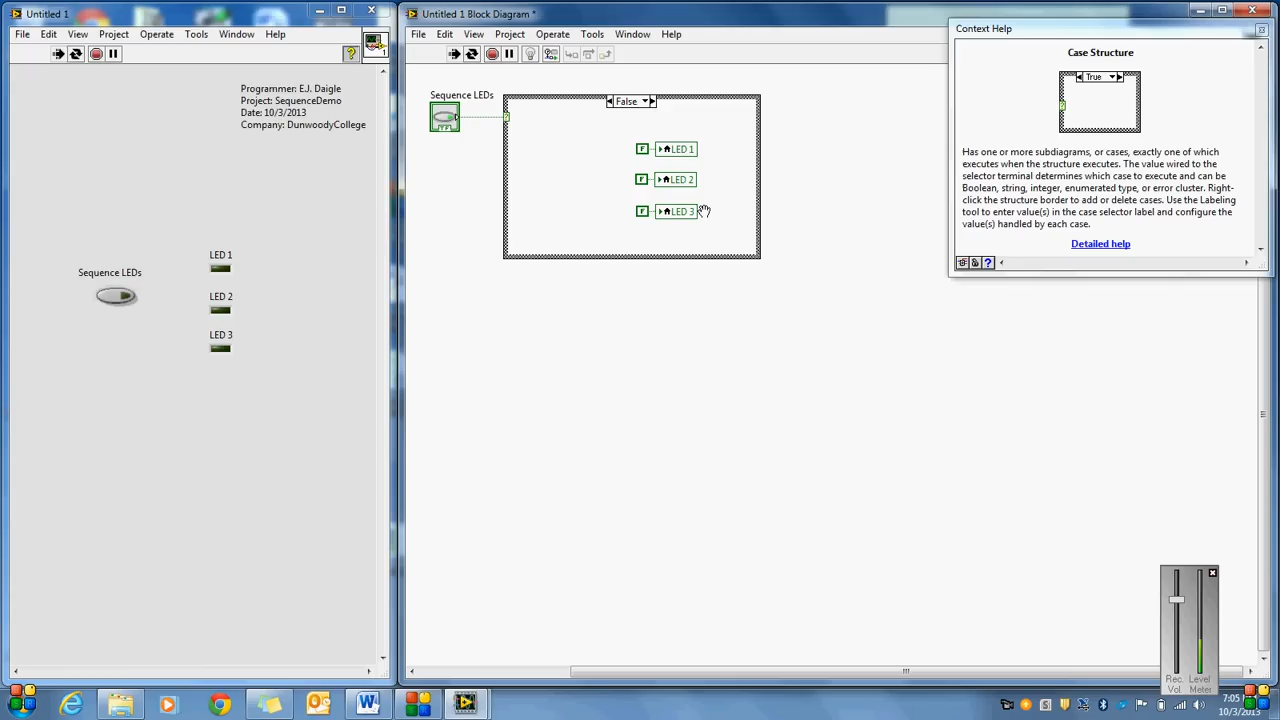 Untitled 1
File Edit View Project Operate Tools Window Help
Programmer: E.J. Daigle
Project: SequenceDemo
Date: 10/3/2013
Company: DunwoodyCollege
Sequence LEDs
LED 1
LED 2
LED 3
Untitled 1 Block Diagram *
File Edit View Project Operate Tools Window Help
Sequence LEDs
TF
?
False
F LED 1
F LED 2
F LED 3
Context Help
Case Structure
True
?
Has one or more subdiagrams, or cases, exactly one of which
executes when the structure executes. The value wired to the
selector terminal determines which case to execute and can be
Boolean, string, integer, enumerated type, or error cluster. Right-
click the structure border to add or delete cases. Use the Labeling
tool to enter value(s) in the case selector label and configure the
value(s) handled by each case.
Detailed help
?
Rec. Level
Vol. Meter
7:05
10/3/2013